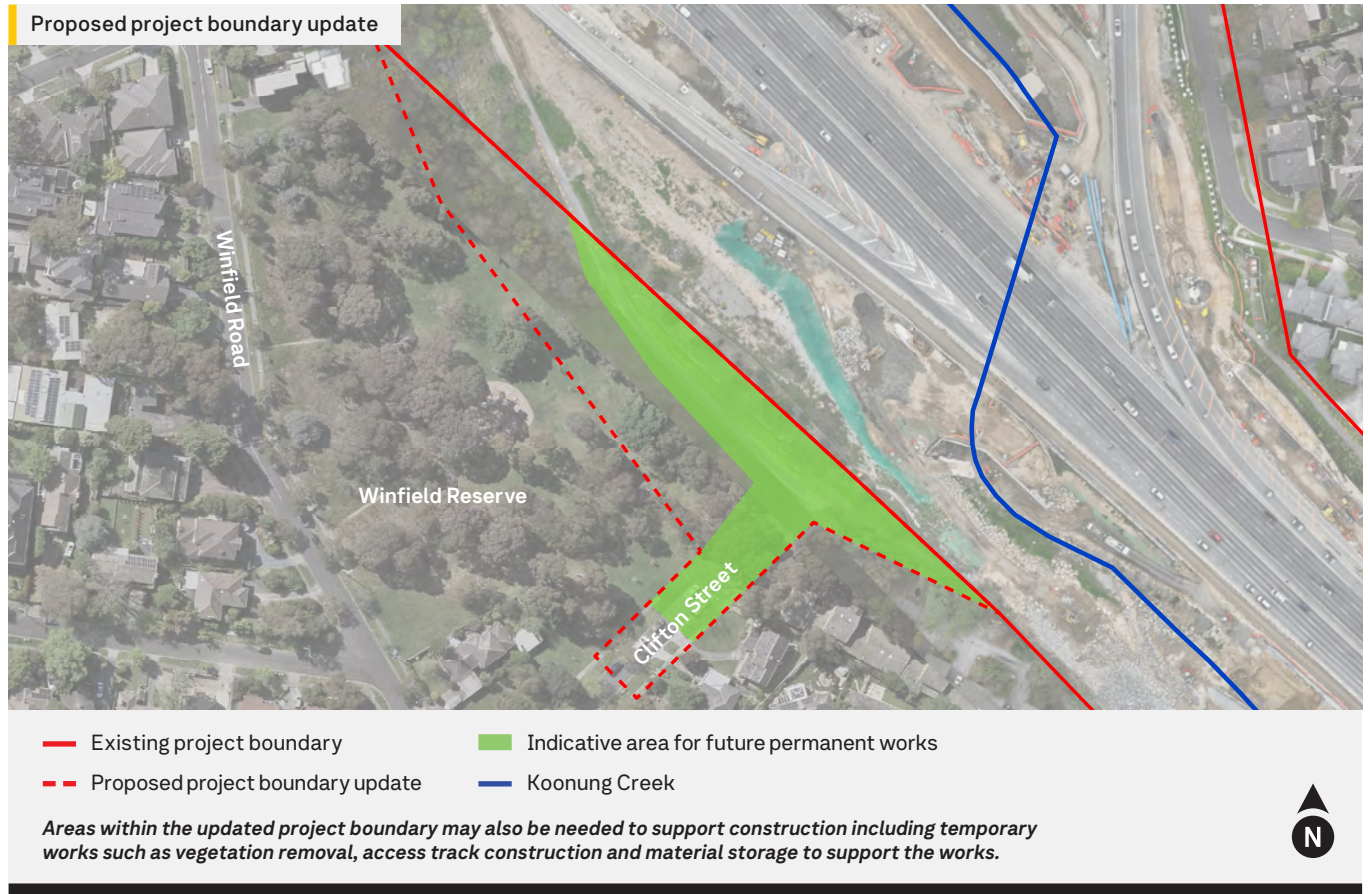 Proposed project boundary update
Winfield Road
Winfield Reserve
Clifton Street
Existing project boundary
Indicative area for future permanent works
Proposed project boundary update
Koonung Creek
Areas within the updated project boundary may also be needed to support construction including temporary
works such as vegetation removal, access track construction and material storage to support the works.
N